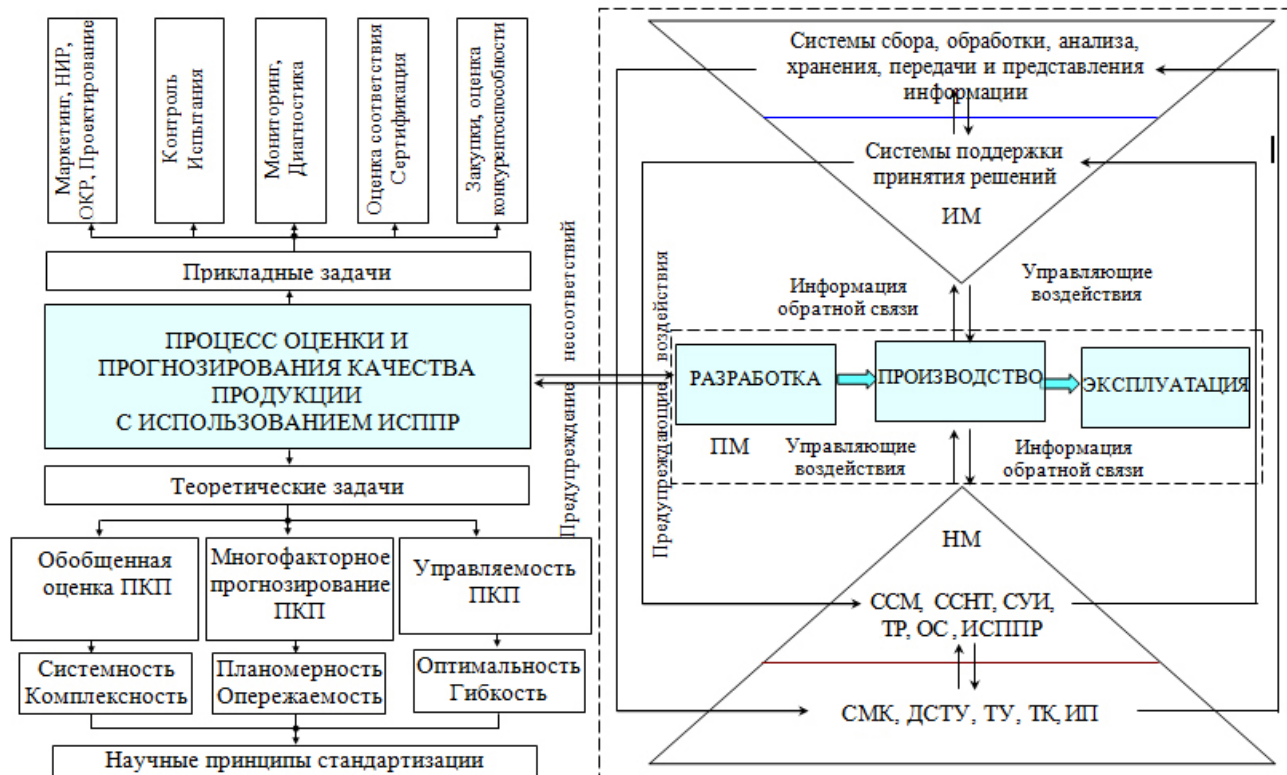 Маркетинг, НИР,
ОКР, Проектирование
Контроль
Испытания
Мониторинг,
Диагностика
Оценка соответствия
Сертификация
Закупки, оценка
конкурентоспособности
Прикладные задачи
ПРОЦЕСС ОЦЕНКИ И
ПРОГНОЗИРОВАНИЯ КАЧЕСТВА
ПРОДУКЦИИ
С ИСПОЛЬЗОВАНИЕМ ИСППР
Теоретические задачи
Обобщенная
оценка ПКП
Многофакторное
прогнозирование
ПКП
Управляемость
ПКП
Системность
Комплексность
Планомерность
Опережаемость
Оптимальность
Гибкость
Научные принципы стандартизации
Предупреждение несоответствий
Предупреждающие воздействия
Системы сбора, обработки, анализа,
хранения, передачи и представления
информации
Системы поддержки
принятия решений
ИМ
Информация
обратной связи
Управляющие
воздействия
РАЗРАБОТКА
ПРОИЗВОДСТВО
ЭКСПЛУАТАЦИЯ
ПМ
Управляющие
воздействия
Информация
обратной связи
НМ
ССМ, ССНТ, СУИ,
ТР, ОС, ИСППР
СМК, ДСТУ, ТУ, ТК, ИП